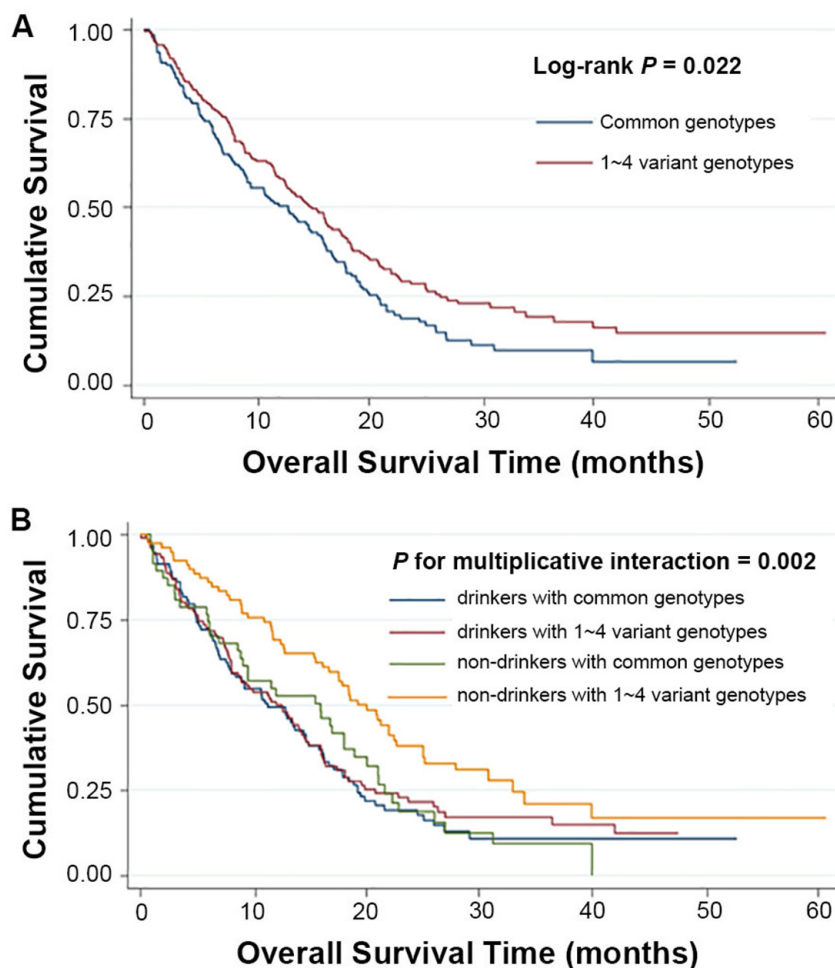 A
Cumulative Survival
1.00
0.75
0.50
0.25
0.00
Log-rank P = 0.022
Common genotypes
1~4 variant genotypes
0 10 20 30 40 50 60
Overall Survival Time (months)
B
Cumulative Survival
1.00
0.75
0.50
0.25
0.00
P for multiplicative interaction = 0.002
drinkers with common genotypes
drinkers with 1~4 variant genotypes
non-drinkers with common genotypes
non-drinkers with 1~4 variant genotypes
0 10 20 30 40 50 60
Overall Survival Time (months)